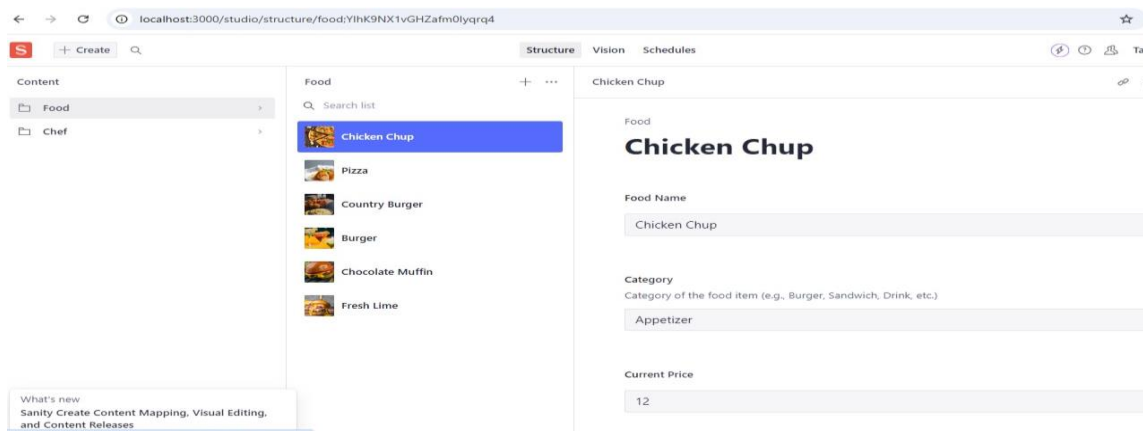 localhost:3000/studio/structure/food;YlhK9NX1vGHZafm0lyqrq4
S + Create Structure Vision Schedules Ta
Content
Food
Chef
What's new
Sanity Create Content Mapping, Visual Editing,
and Content Releases
Food + ...
Search list
Chicken Chup
Pizza
Country Burger
Burger
Chocolate Muffin
Fresh Lime
Chicken Chup
Food
Chicken Chup
Food Name
Chicken Chup
Category
Category of the food item (e.g., Burger, Sandwich, Drink, etc.)
Appetizer
Current Price
12